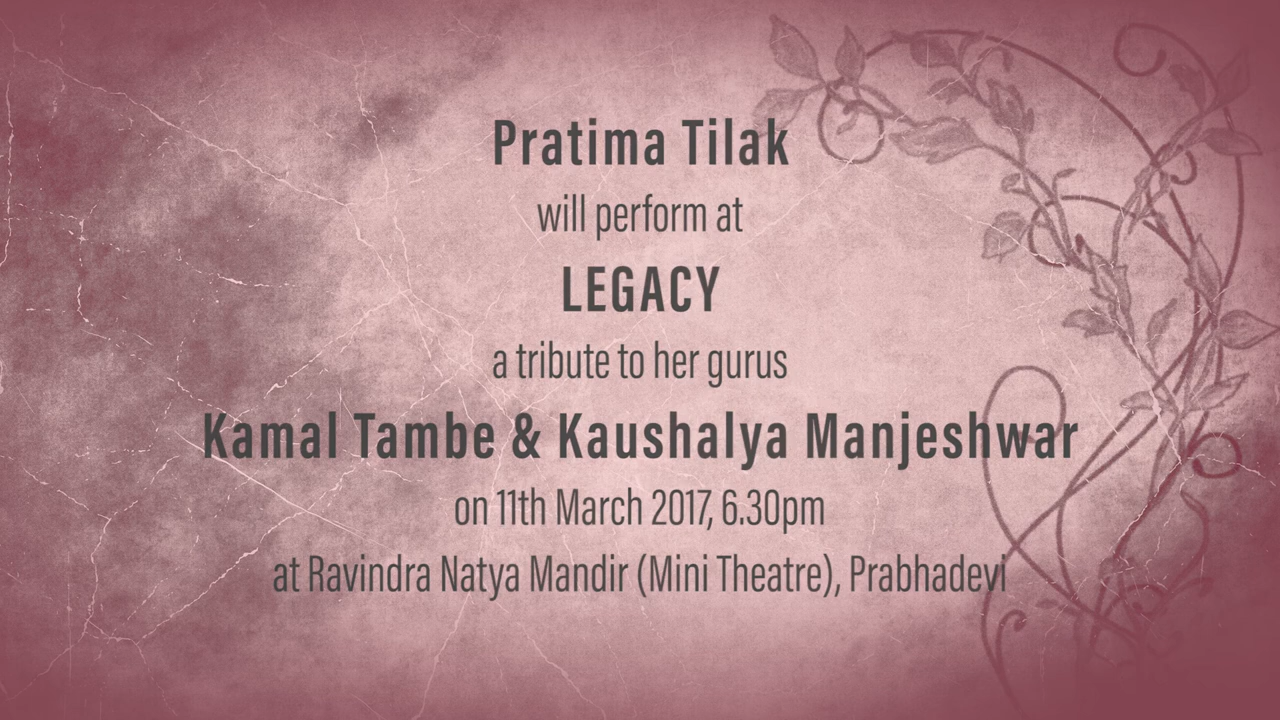 Pratima Tilak
will perform at
LEGACY
a tribute to her gurus
Kamal Tambe & Kaushalya Manjeshwar
on 11th March 2017, 6.30pm
at Ravindra Natya Mandir (Mini Theatre), Prabhadevi